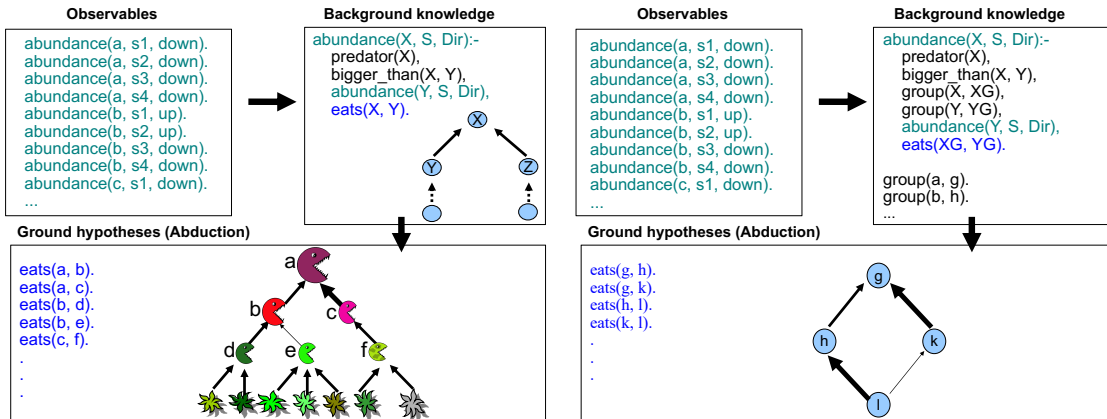 Observables
abundance(a, s1, down).
abundance(a, s2, down).
abundance(a, s3, down).
abundance(a, s4, down).
abundance(b, s1, up).
abundance(b, s2, up).
abundance(b, s3, down).
abundance(b, s4, down).
abundance(c, s1, down).
...
Background knowledge
abundance(X, S, Dir):-
predator(X),
bigger_than(X, Y),
abundance(Y, S, Dir),
eats(X, Y).
X
Y
Z
Ground hypotheses (Abduction)
eats(a, b).
eats(a, c).
eats(b, d).
eats(b, e).
eats(c, f).
.
.
.
a
b
c
d
e
f
Observables
abundance(a, s1, down).
abundance(a, s2, down).
abundance(a, s3, down).
abundance(a, s4, down).
abundance(b, s1, up).
abundance(b, s2, up).
abundance(b, s3, down).
abundance(b, s4, down).
abundance(c, s1, down).
...
Background knowledge
abundance(X, S, Dir):-
predator(X),
bigger_than(X, Y),
group(X, XG),
group(Y, YG),
abundance(Y, S, Dir),
eats(XG, YG).
group(a, g).
group(b, h).
...
Ground hypotheses (Abduction)
eats(g, h).
eats(g, k).
eats(h, l).
eats(k, l).
.
.
.
g
h
k
l